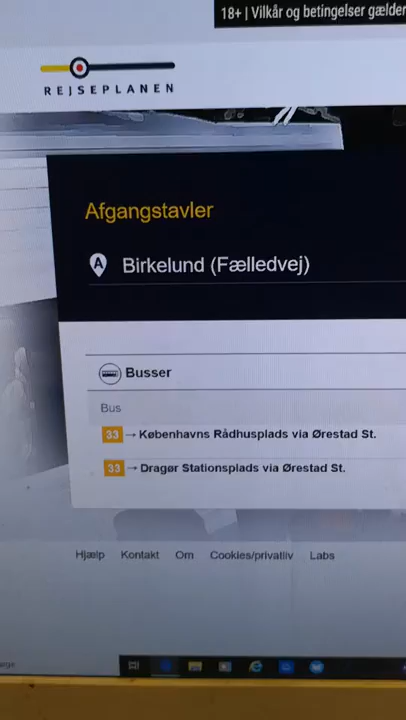 18+ | Vilkår og betingelser gælder
REJSEPLANEN
Afgangstavler
A
Birkelund (Fælledvej)
Busser
Bus
33 → Københavns Rådhusplads via Ørestad St.
33 → Dragør Stationsplads via Ørestad St.
Hjælp Kontakt Om Cookies/privatliv Labs